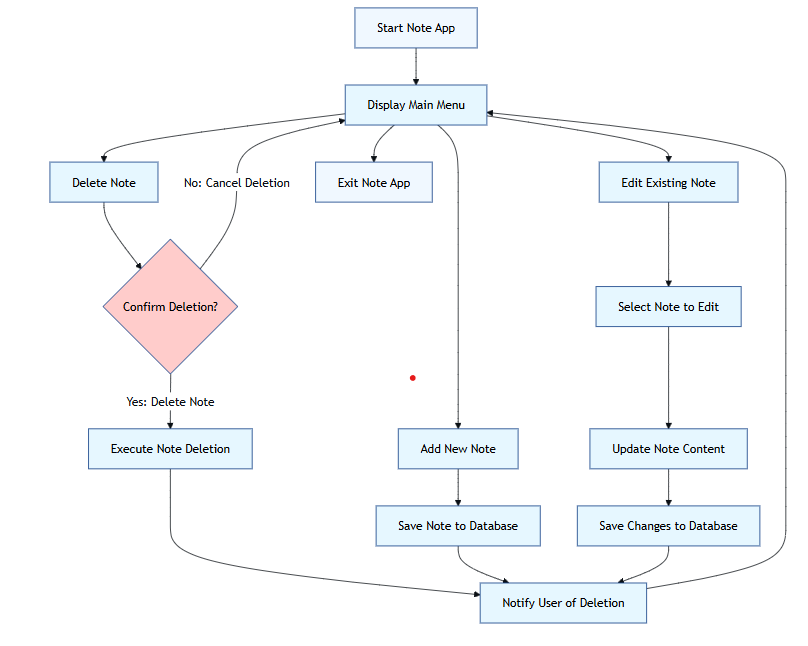 Start Note App
Display Main Menu
Delete Note
No: Cancel Deletion
Exit Note App
Edit Existing Note
Confirm Deletion?
Select Note to Edit
Yes: Delete Note
Execute Note Deletion
Add New Note
Update Note Content
Save Note to Database
Save Changes to Database
Notify User of Deletion